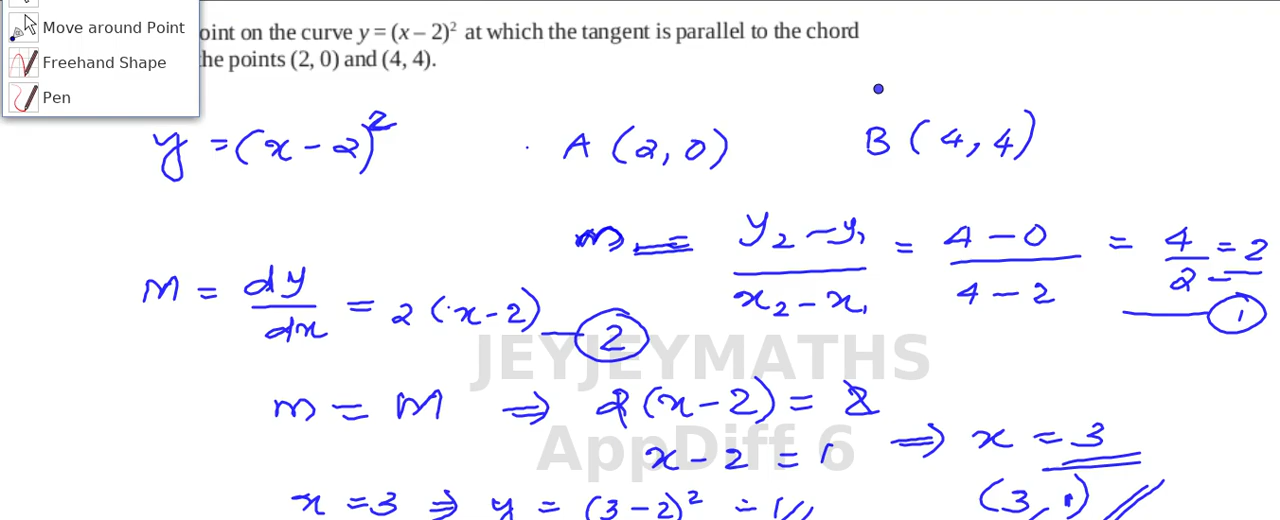 Move around Point
Freehand Shape
Pen
oint on the curve y = (x – 2)² at which the tangent is parallel to the chord
he points (2, 0) and (4, 4).
y = (x – 2)² A (2, 0) B (4, 4)
m = (y₂ – y₁)/(x₂ – x₁) = (4 – 0)/(4 – 2) = 4/2 = 2 — ①
M = dy/dx = 2(x – 2) — ②
JEYJEYMATHS
m = M ⇒ 2(x – 2) = 2
AppDiff 6
x – 2 = 1 ⇒ x = 3
x = 3 ⇒ y = (3 – 2)² = 1 (3, 1)